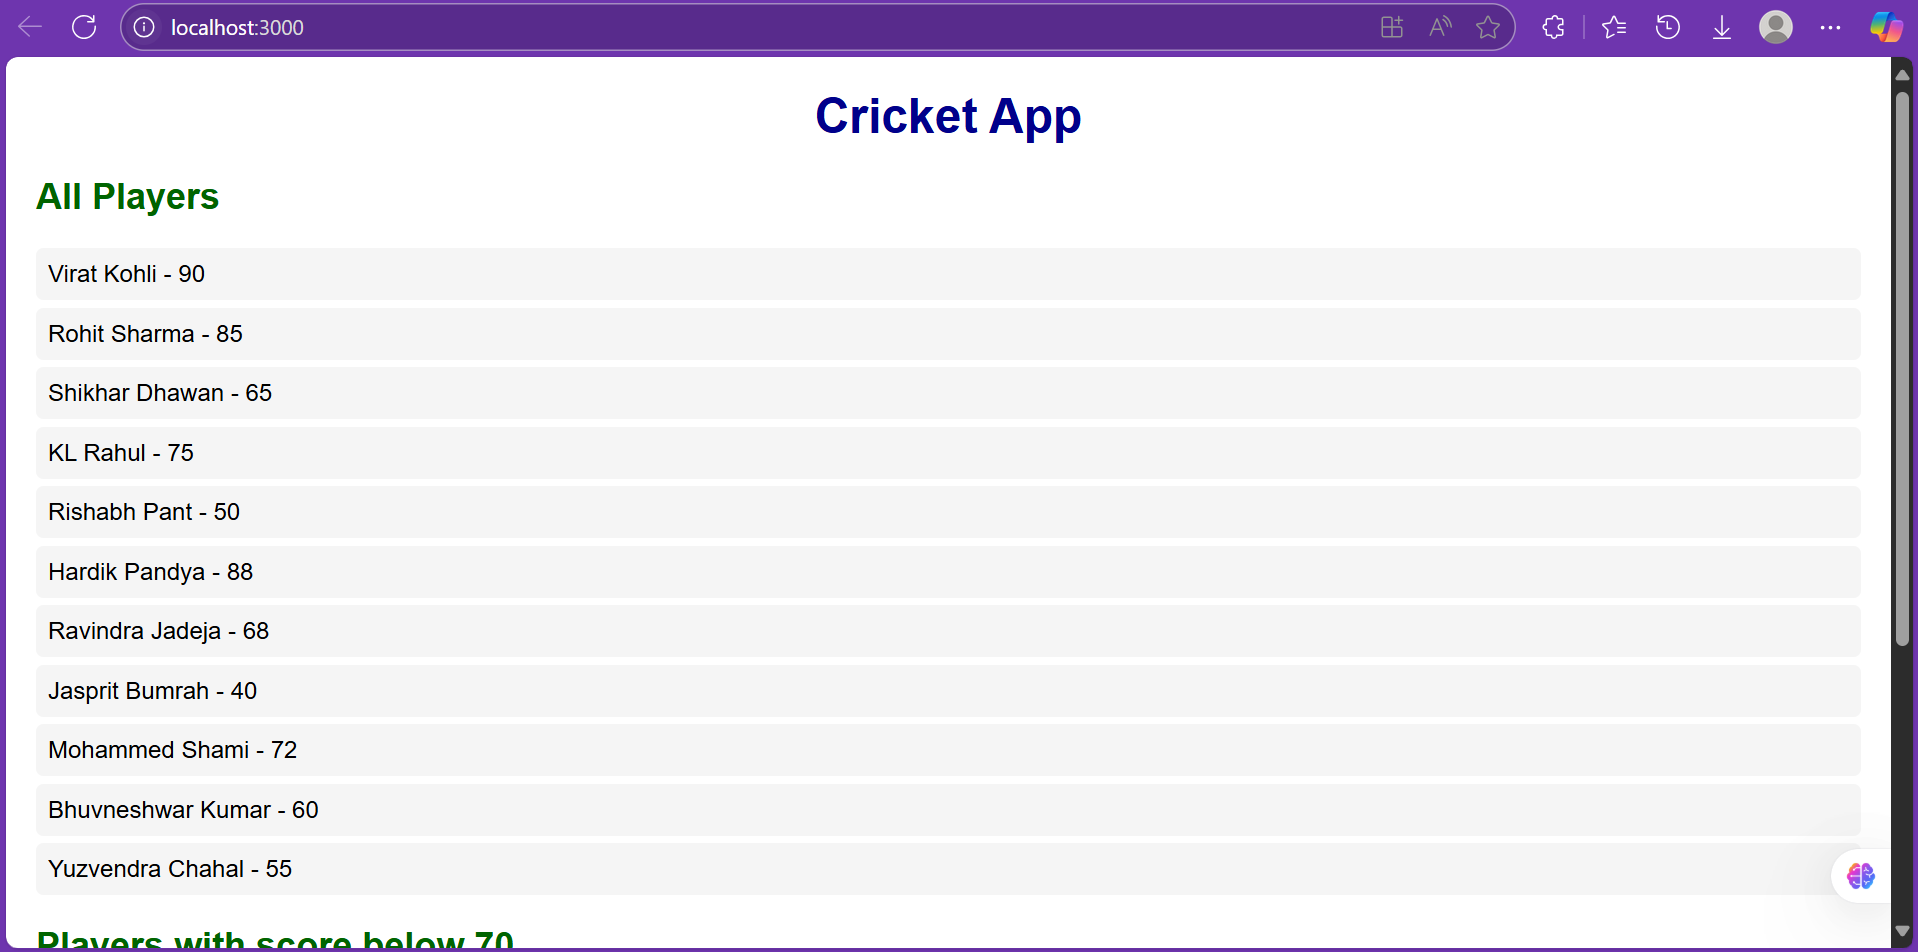 localhost:3000
Cricket App
All Players
Virat Kohli - 90
Rohit Sharma - 85
Shikhar Dhawan - 65
KL Rahul - 75
Rishabh Pant - 50
Hardik Pandya - 88
Ravindra Jadeja - 68
Jasprit Bumrah - 40
Mohammed Shami - 72
Bhuvneshwar Kumar - 60
Yuzvendra Chahal - 55
Players with score below 70